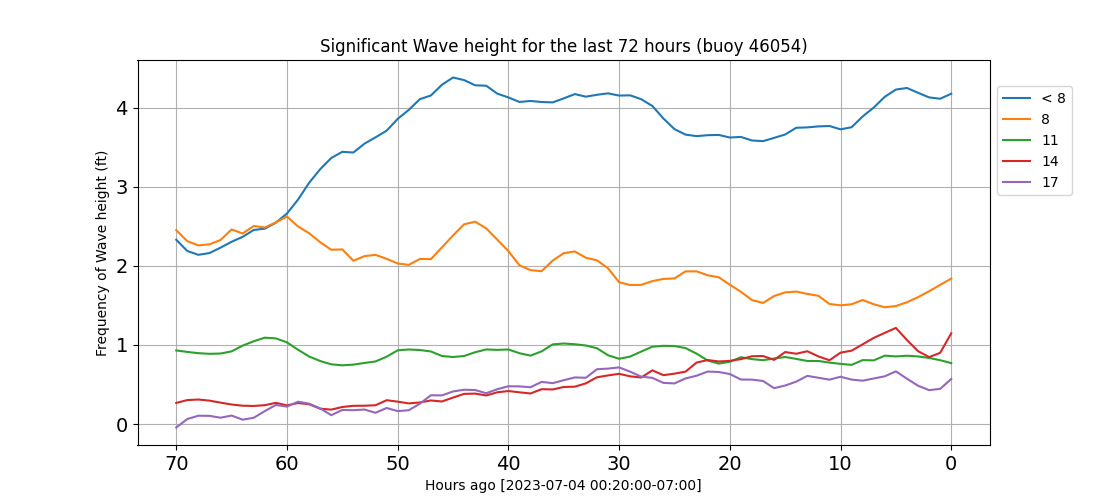 Significant Wave height for the last 72 hours (buoy 46054)
Frequency of Wave height (ft)
4
3
2
1
0
70 60 50 40 30 20 10 0
Hours ago [2023-07-04 00:20:00-07:00]
< 8
8
11
14
17